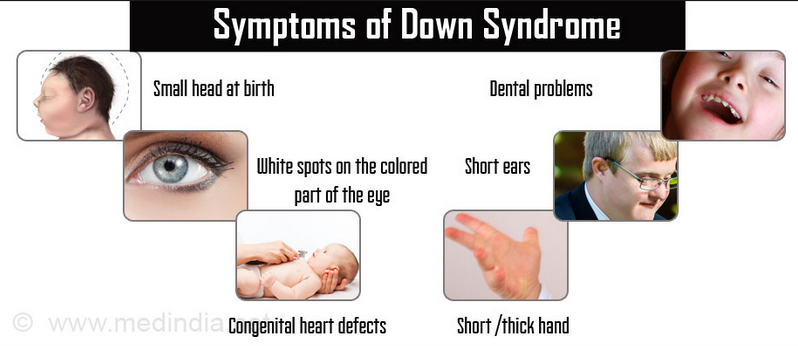 Symptoms of Down Syndrome
Small head at birth
Dental problems
White spots on the colored
part of the eye
Short ears
Congenital heart defects
Short /thick hand
© www.medindia.net